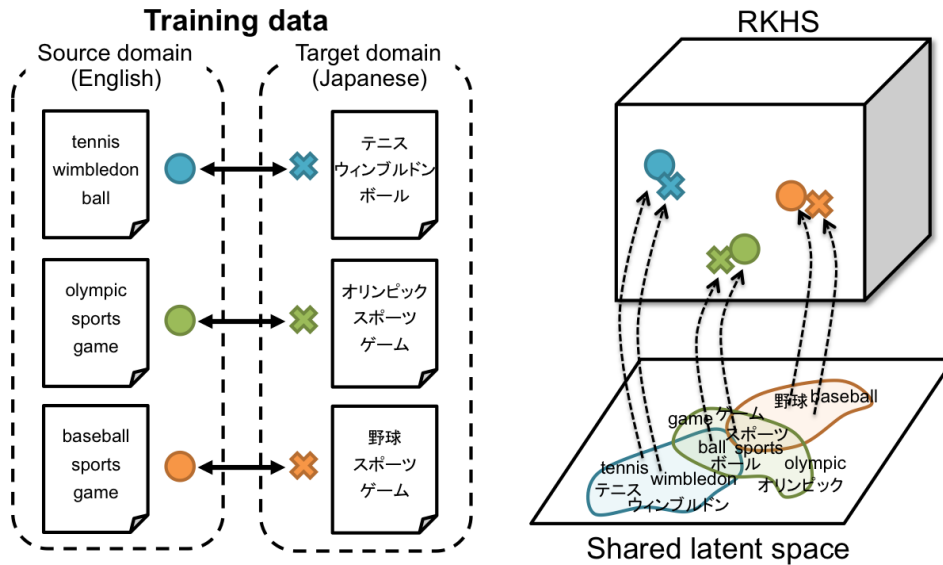 Training data
Source domain
(English)
Target domain
(Japanese)
tennis
wimbledon
ball
テニス
ウィンブルドン
ボール
olympic
sports
game
オリンピック
スポーツ
ゲーム
baseball
sports
game
野球
スポーツ
ゲーム
RKHS
野球 baseball
game ゲーム
スポーツ
ball sports
ボール
olympic
オリンピック
tennis
wimbledon
テニス
ウィンブルドン
Shared latent space